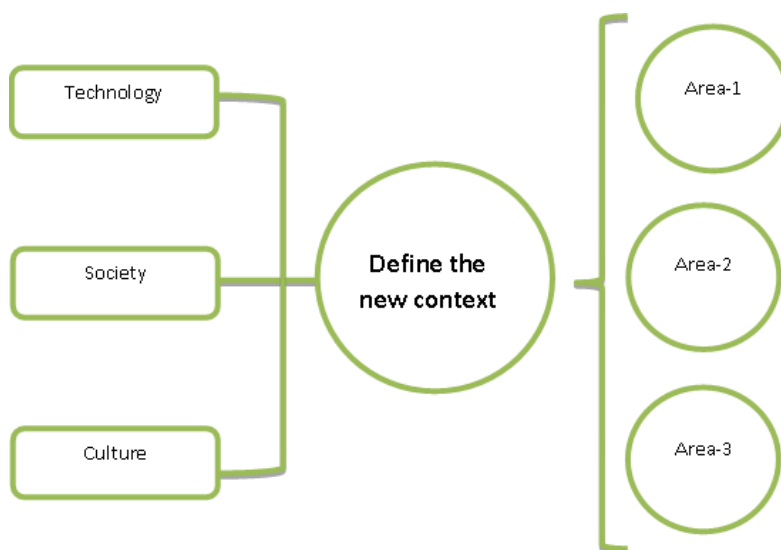 Technology
Society
Culture
Define the
new context
Area-1
Area-2
Area-3